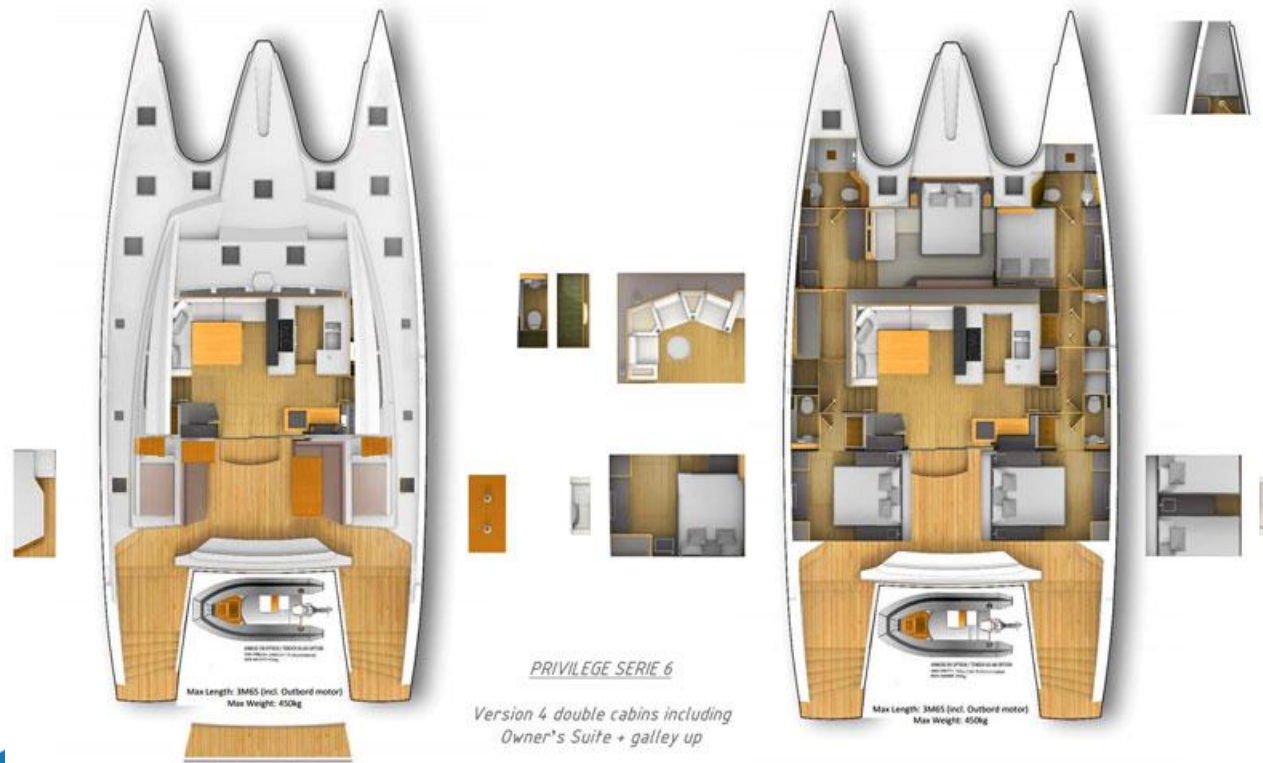 Max Length: 3M65 (incl. Outbord motor)
Max Weight: 450kg
PRIVILEGE SERIE 6
Version 4 double cabins including
Owner's Suite + galley up
Max Length: 3M65 (incl. Outbord motor)
Max Weight: 450kg